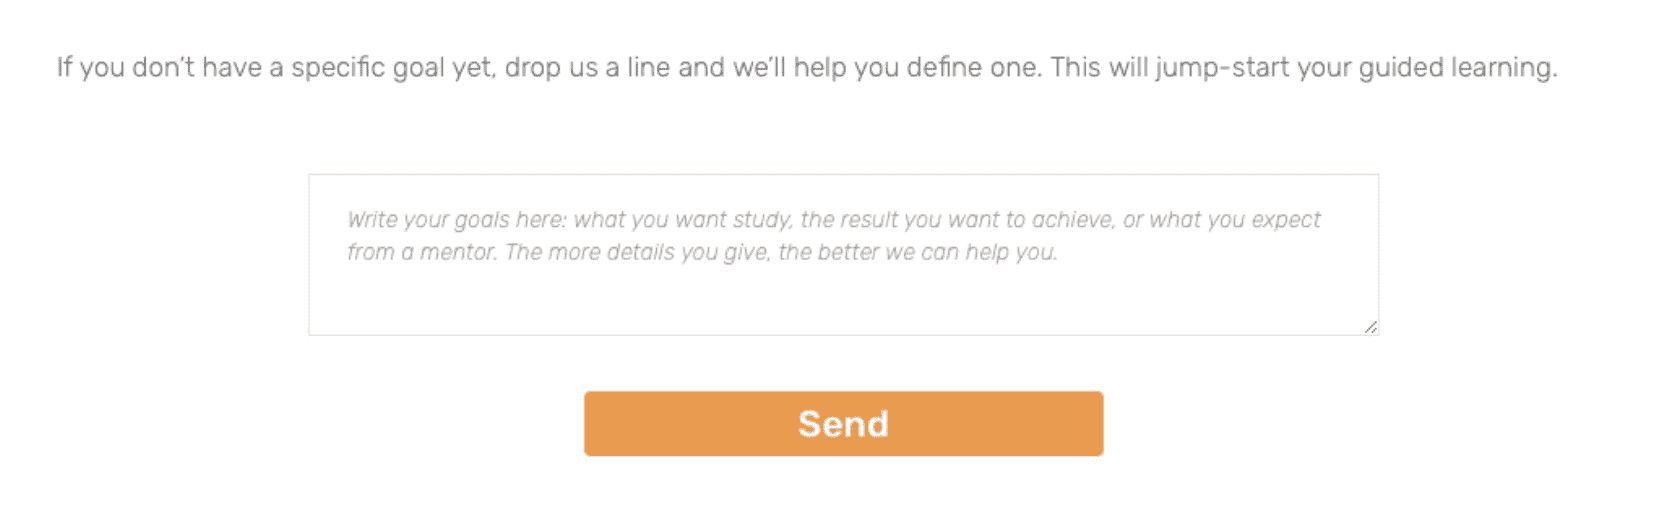 If you don't have a specific goal yet, drop us a line and we'll help you define one. This will jump-start your guided learning.
Write your goals here: what you want study, the result you want to achieve, or what you expect
from a mentor. The more details you give, the better we can help you.
Send